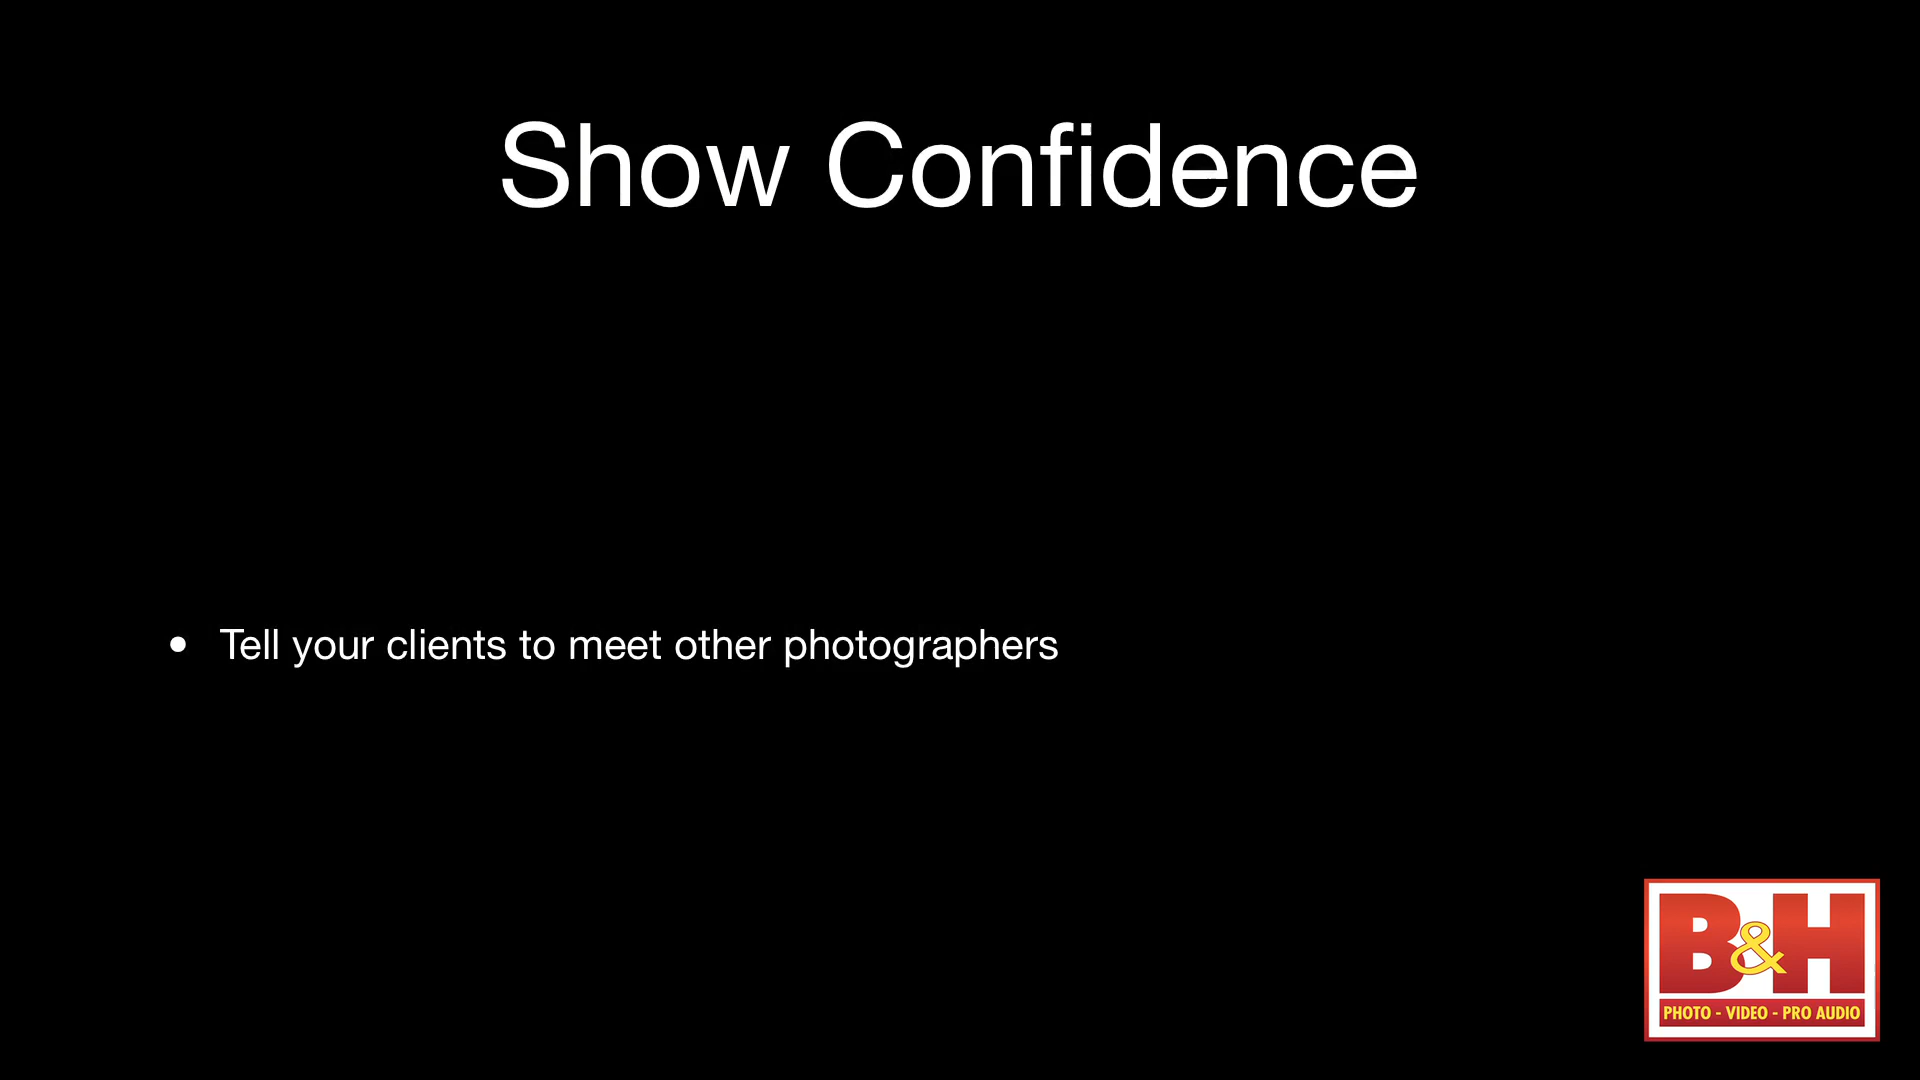 Show Confidence
• Tell your clients to meet other photographers
B&H
PHOTO - VIDEO - PRO AUDIO